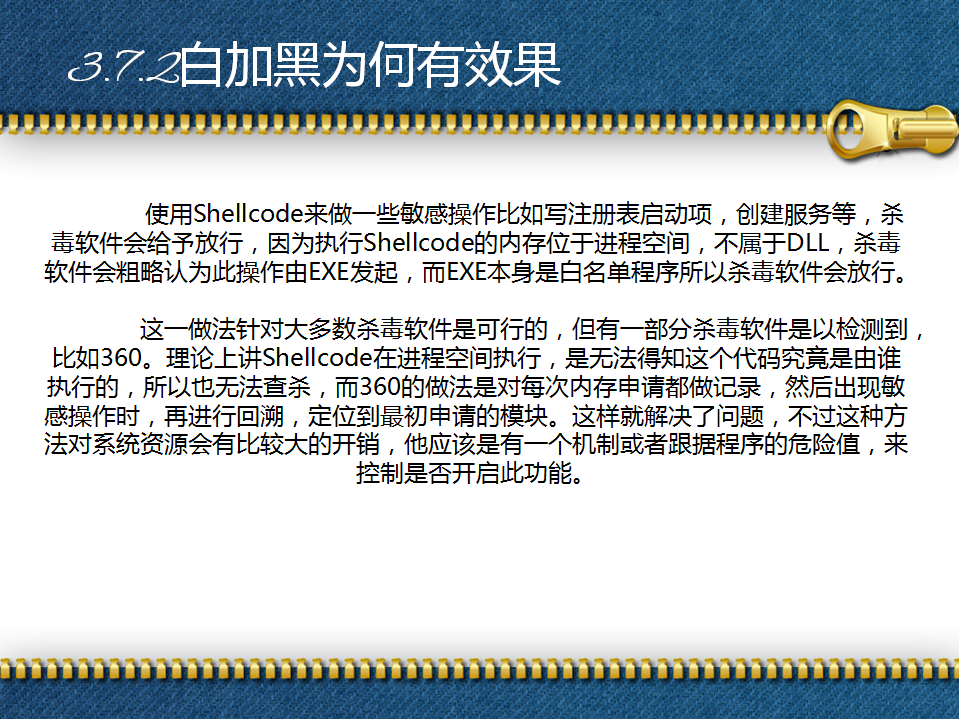 3.7.2白加黑为何有效果
使用Shellcode来做一些敏感操作比如写注册表启动项，创建服务等，杀
毒软件会给予放行，因为执行Shellcode的内存位于进程空间，不属于DLL，杀毒
软件会粗略认为此操作由EXE发起，而EXE本身是白名单程序所以杀毒软件会放行。
这一做法针对大多数杀毒软件是可行的，但有一部分杀毒软件是以检测到，
比如360。理论上讲Shellcode在进程空间执行，是无法得知这个代码究竟是由谁
执行的，所以也无法查杀，而360的做法是对每次内存申请都做记录，然后出现敏
感操作时，再进行回溯，定位到最初申请的模块。这样就解决了问题，不过这种方
法对系统资源会有比较大的开销，他应该是有一个机制或者跟据程序的危险值，来
控制是否开启此功能。